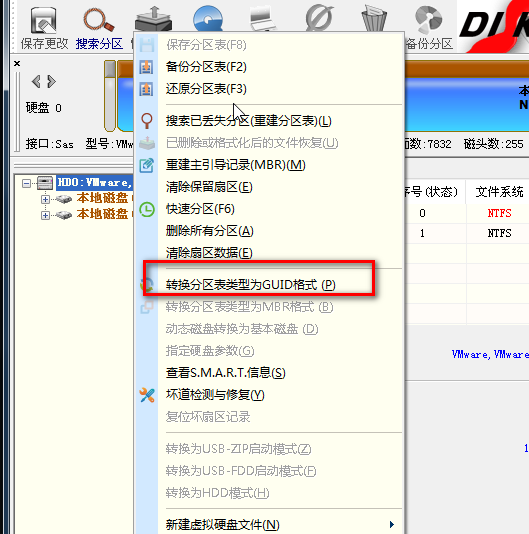 保存更改 搜索分区 备份分区
DISK
硬盘 0
接口:Sas 型号:VMware,
面数:7832 磁头数:255
HD0:VMware,
本地磁盘
本地磁盘
保存分区表(F8)
备份分区表(F2)
还原分区表(F3)
搜索已丢失分区(重建分区表)(L)
已删除或格式化后的文件恢复(U)
重建主引导记录(MBR)(M)
清除保留扇区(E)
快速分区(F6)
删除所有分区(A)
清除扇区数据(E)
转换分区表类型为GUID格式 (P)
转换分区表类型为MBR格式 (B)
动态磁盘转换为基本磁盘 (D)
指定硬盘参数(G)
查看S.M.A.R.T.信息(S)
坏道检测与修复(Y)
复位坏扇区记录
转换为USB-ZIP启动模式(Z)
转换为USB-FDD启动模式(F)
转换为HDD模式(H)
新建虚拟硬盘文件(N)
序号(状态) 文件系统
0 NTFS
1 NTFS
VMware,VMware
1